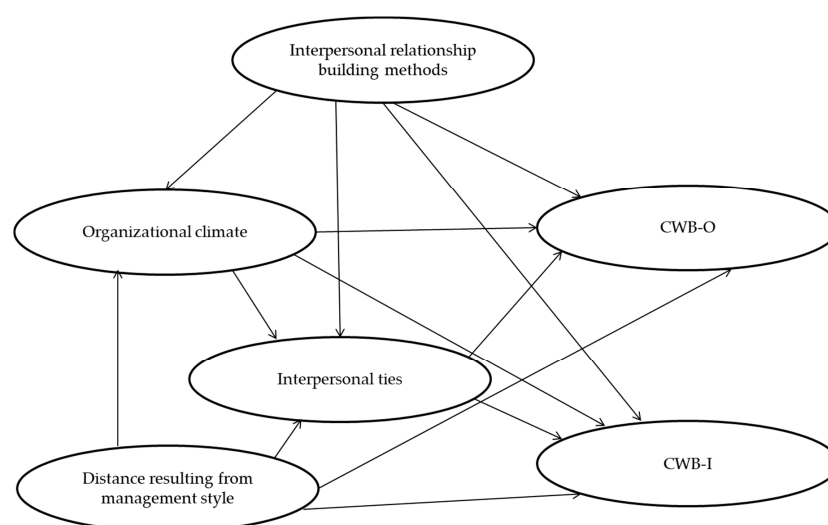 Interpersonal relationship
building methods
Organizational climate
CWB-O
Interpersonal ties
Distance resulting from
management style
CWB-I